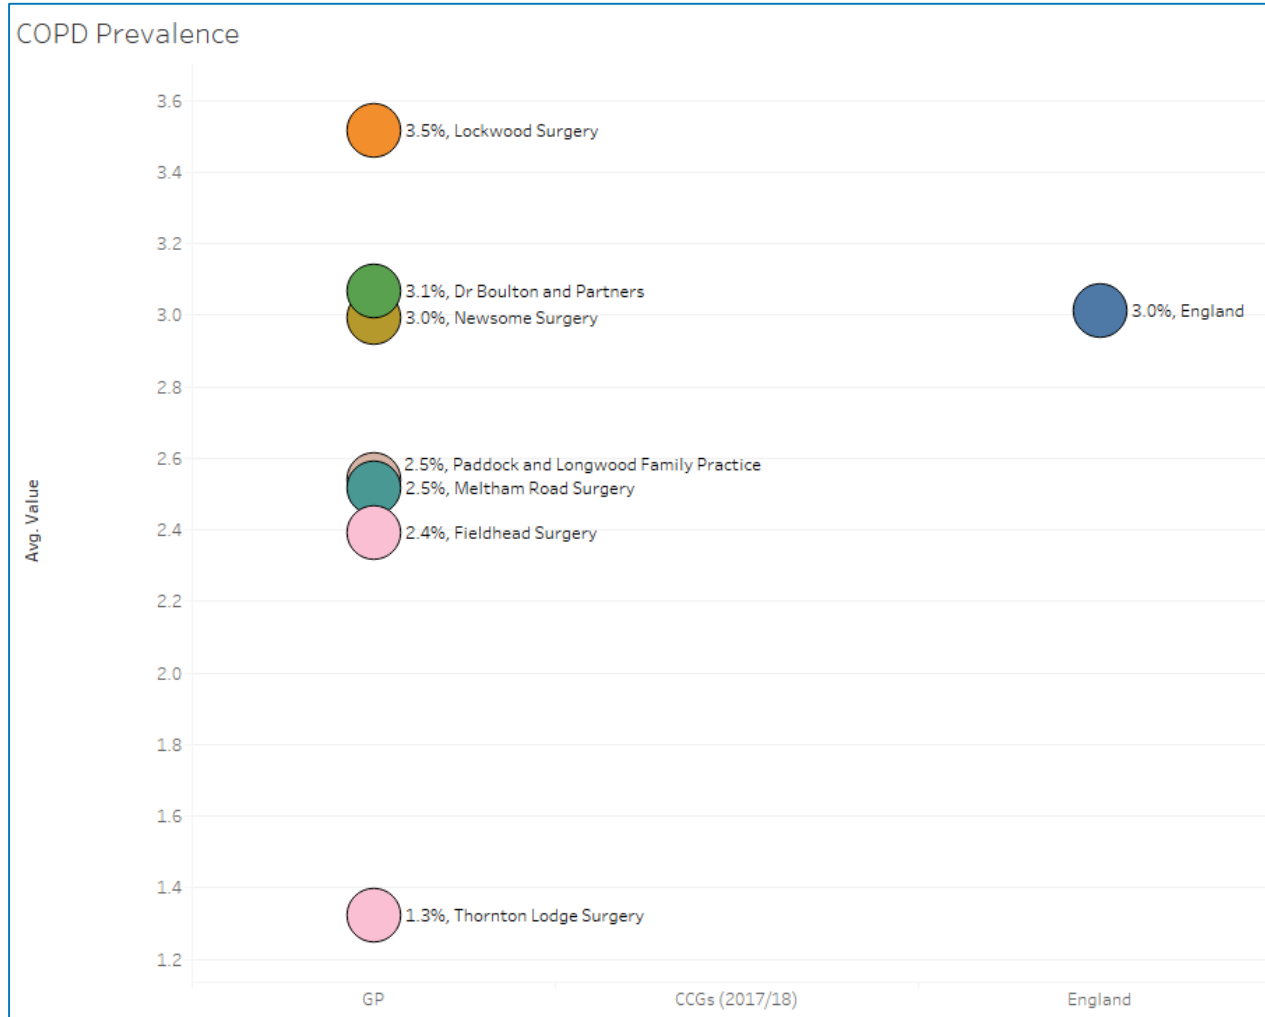 COPD Prevalence
3.6
3.5%, Lockwood Surgery
3.4
3.2
3.1%, Dr Boulton and Partners
3.0
3.0%, Newsome Surgery
3.0%, England
2.8
2.6
2.5%, Paddock and Longwood Family Practice
2.5%, Meltham Road Surgery
2.4
2.4%, Fieldhead Surgery
2.2
2.0
1.8
1.6
1.4
1.3%, Thornton Lodge Surgery
1.2
Avg. Value
GP
CCGs (2017/18)
England